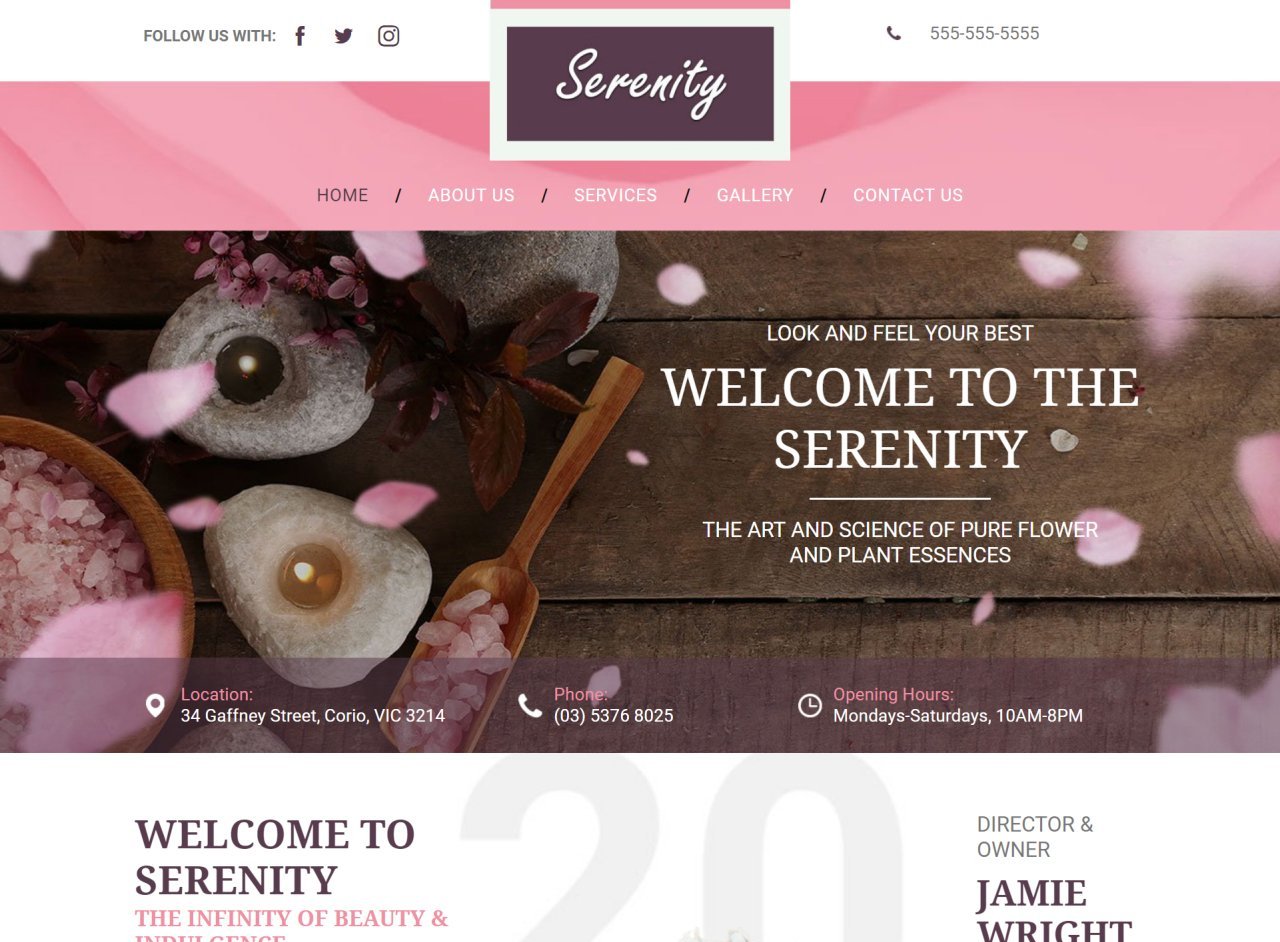 FOLLOW US WITH:
Serenity
555-555-5555
HOME / ABOUT US / SERVICES / GALLERY / CONTACT US
LOOK AND FEEL YOUR BEST
WELCOME TO THE
SERENITY
THE ART AND SCIENCE OF PURE FLOWER
AND PLANT ESSENCES
Location:
34 Gaffney Street, Corio, VIC 3214
Phone:
(03) 5376 8025
Opening Hours:
Mondays-Saturdays, 10AM-8PM
20
WELCOME TO
SERENITY
THE INFINITY OF BEAUTY &
INDULGENCE
DIRECTOR &
OWNER
JAMIE
WRIGHT